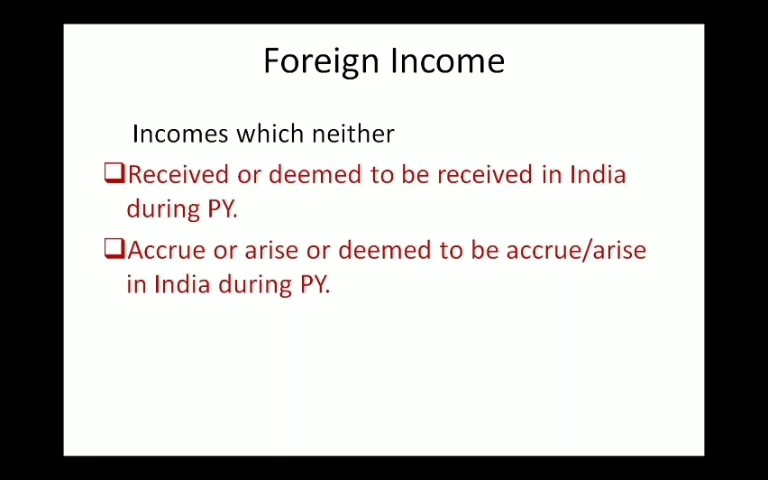 Foreign Income
Incomes which neither
❑Received or deemed to be received in India
during PY.
❑Accrue or arise or deemed to be accrue/arise
in India during PY.